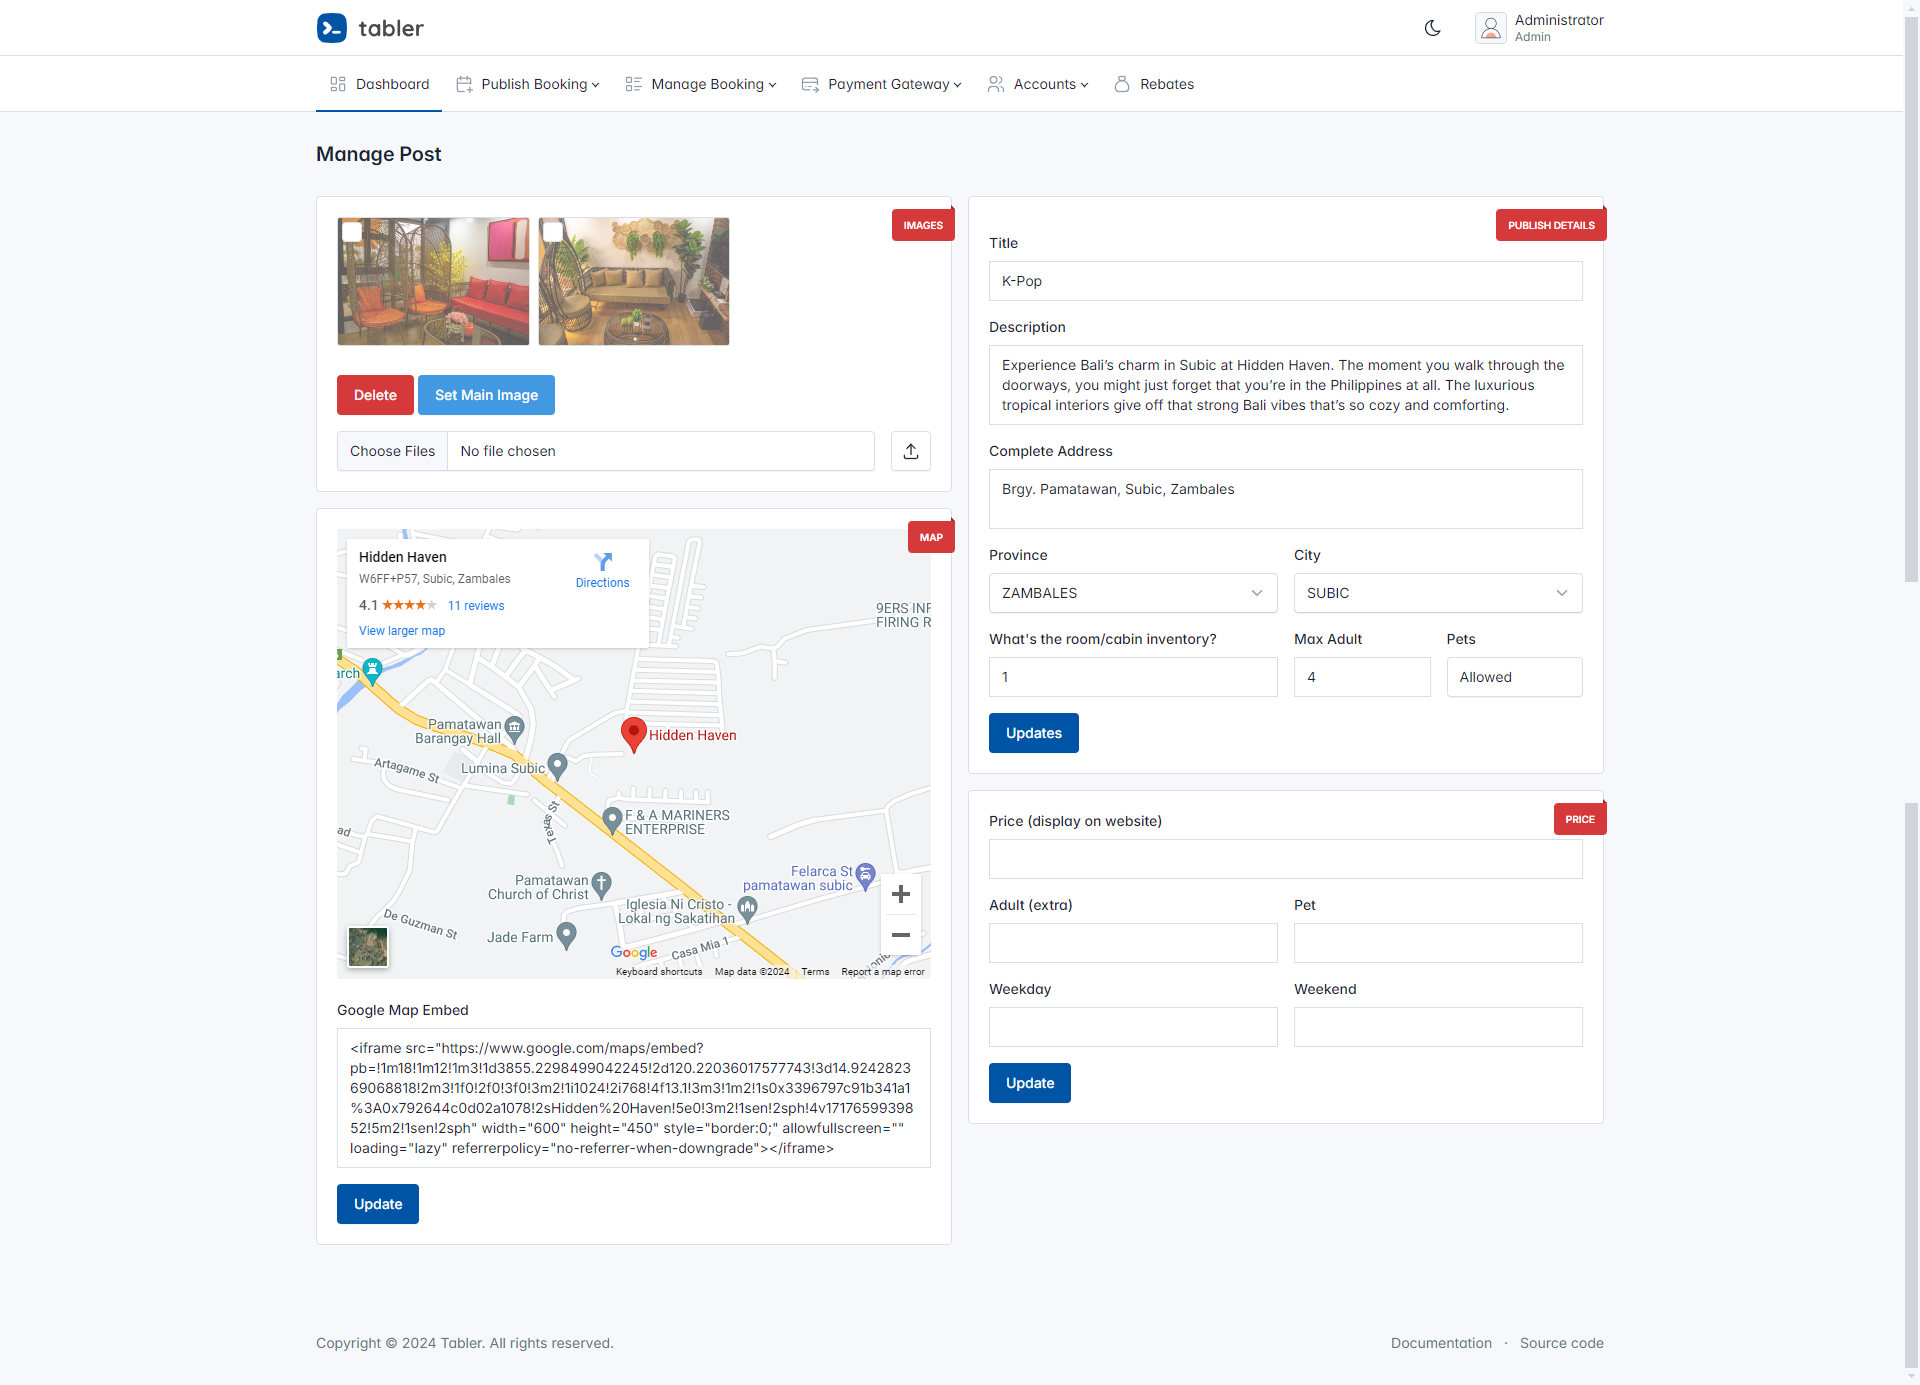 tabler
Administrator
Admin
Dashboard
Publish Booking
Manage Booking
Payment Gateway
Accounts
Rebates
Manage Post
IMAGES
Delete
Set Main Image
Choose Files
No file chosen
MAP
Hidden Haven
W6FF+P57, Subic, Zambales
4.1
11 reviews
View larger map
Directions
9ERS INF
FIRING R
arch
Pamatawan
Barangay Hall
Hidden Haven
Artagame St
Lumina Subic
Texas St
F & A MARINERS
ENTERPRISE
ad
Felarca St
pamatawan subic
Pamatawan
Church of Christ
Iglesia Ni Cristo -
Lokal ng Sakatihan
De Guzman St
Jade Farm
Casa Mia 1
Google
Keyboard shortcuts
Map data ©2024
Terms
Report a map error
Google Map Embed
<iframe src="https://www.google.com/maps/embed?
pb=!1m18!1m12!1m3!1d3855.2298499042245!2d120.22036017577743!3d14.9242823
69068818!2m3!1f0!2f0!3f0!3m2!1i1024!2i768!4f13.1!3m3!1m2!1s0x3396797c91b341a1
%3A0x792644c0d02a1078!2sHidden%20Haven!5e0!3m2!1sen!2sph!4v17176599398
52!5m2!1sen!2sph" width="600" height="450" style="border:0;" allowfullscreen=""
loading="lazy" referrerpolicy="no-referrer-when-downgrade"></iframe>
Update
PUBLISH DETAILS
Title
K-Pop
Description
Experience Bali’s charm in Subic at Hidden Haven. The moment you walk through the
doorways, you might just forget that you’re in the Philippines at all. The luxurious
tropical interiors give off that strong Bali vibes that’s so cozy and comforting.
Complete Address
Brgy. Pamatawan, Subic, Zambales
Province
City
ZAMBALES
SUBIC
What's the room/cabin inventory?
Max Adult
Pets
1
4
Allowed
Updates
PRICE
Price (display on website)
Adult (extra)
Pet
Weekday
Weekend
Update
Copyright © 2024 Tabler. All rights reserved.
Documentation · Source code